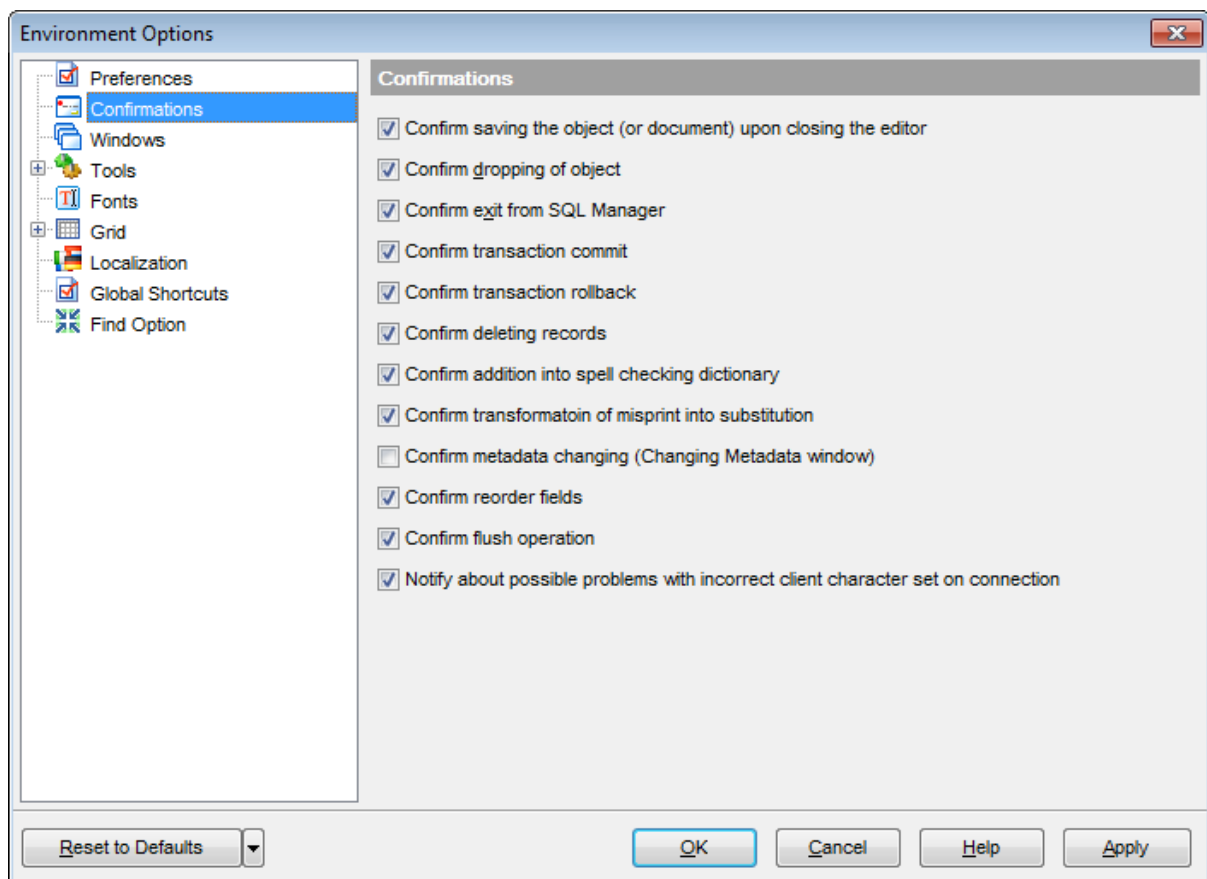 Environment Options
Preferences
Confirmations
Windows
Tools
Fonts
Grid
Localization
Global Shortcuts
Find Option
Confirmations
Confirm saving the object (or document) upon closing the editor
Confirm dropping of object
Confirm exit from SQL Manager
Confirm transaction commit
Confirm transaction rollback
Confirm deleting records
Confirm addition into spell checking dictionary
Confirm transformatoin of misprint into substitution
Confirm metadata changing (Changing Metadata window)
Confirm reorder fields
Confirm flush operation
Notify about possible problems with incorrect client character set on connection
Reset to Defaults
OK
Cancel
Help
Apply